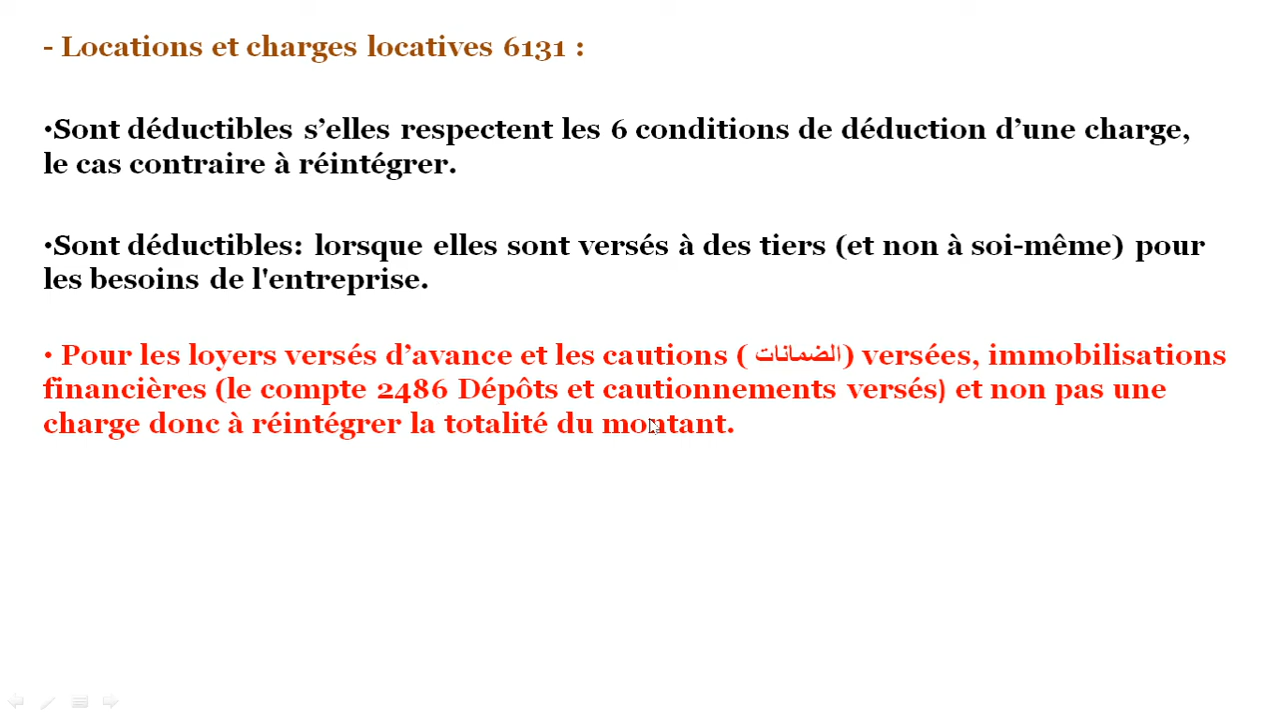 - Locations et charges locatives 6131 :
•Sont déductibles s’elles respectent les 6 conditions de déduction d’une charge,
le cas contraire à réintégrer.
•Sont déductibles: lorsque elles sont versés à des tiers (et non à soi-même) pour
les besoins de l'entreprise.
• Pour les loyers versés d’avance et les cautions ( الضمانات) versées, immobilisations
financières (le compte 2486 Dépôts et cautionnements versés) et non pas une
charge donc à réintégrer la totalité du montant.